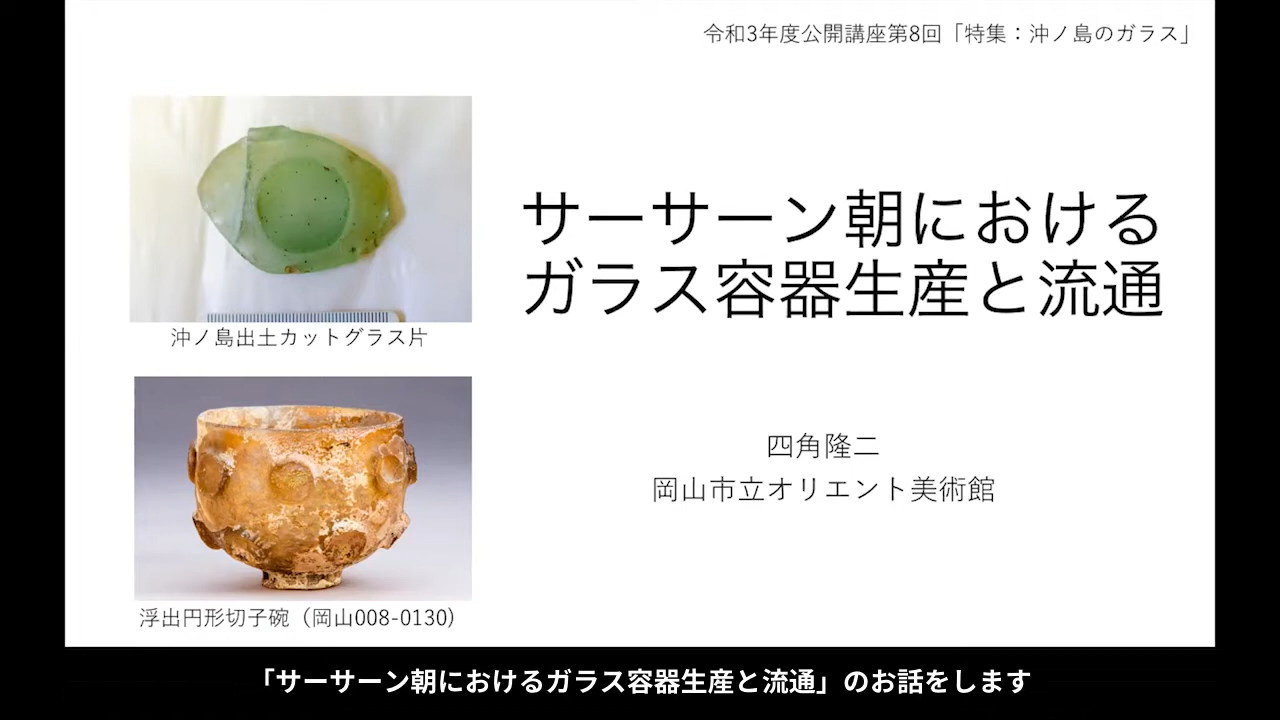 令和3年度公開講座第8回「特集：沖ノ島のガラス」
サーサーン朝における
ガラス容器生産と流通
四角隆二
岡山市立オリエント美術館
沖ノ島出土カットグラス片
浮出円形切子碗（岡山008-0130）
「サーサーン朝におけるガラス容器生産と流通」のお話をします